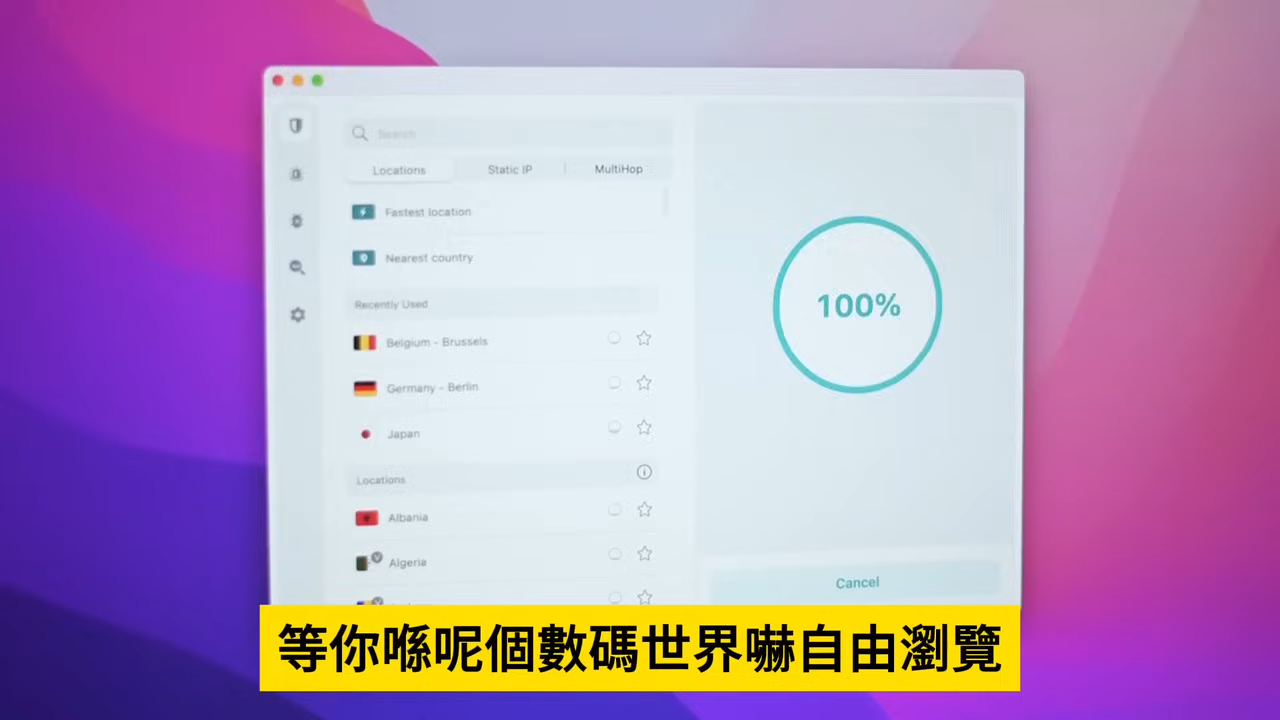 Search
Locations
Static IP
MultiHop
Fastest location
Nearest country
Recently Used
Belgium - Brussels
Germany - Berlin
Japan
Locations
Albania
Algeria
100%
Cancel
等你喺呢個數碼世界嚇自由瀏覽